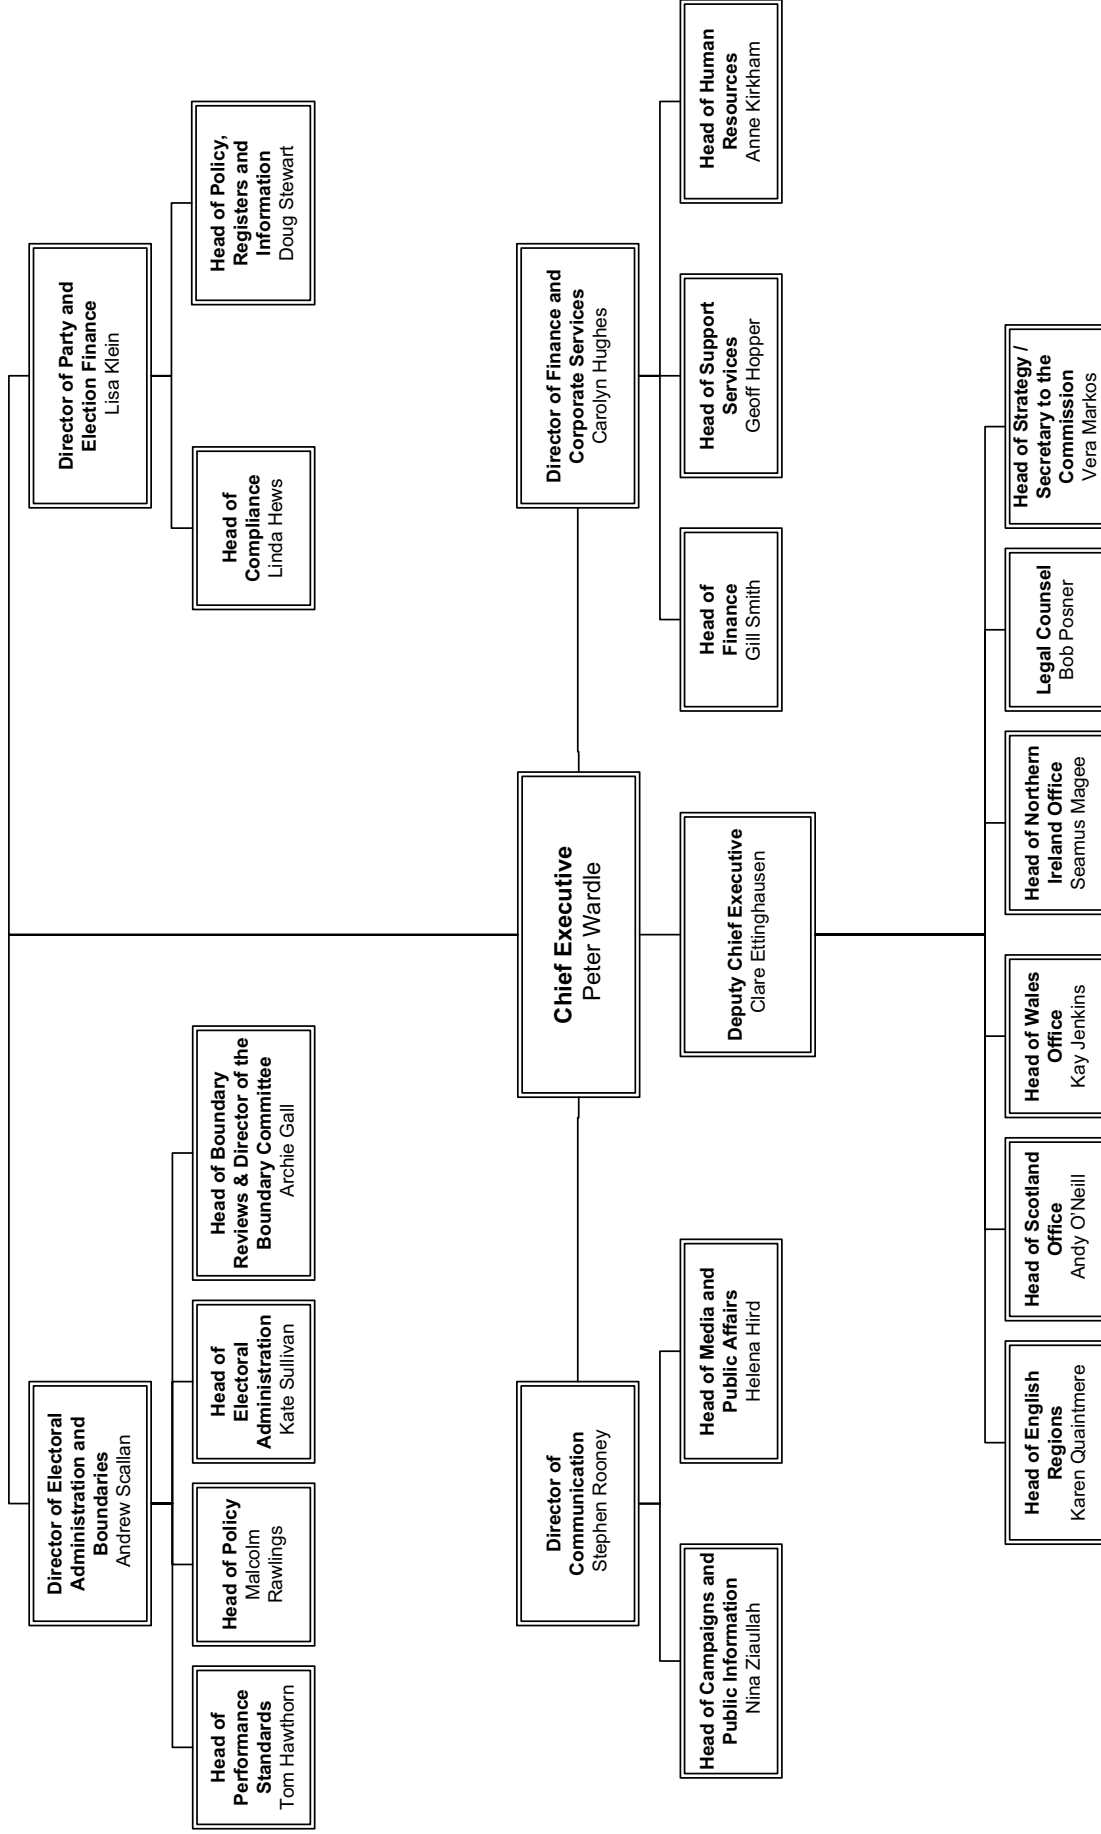 Director of Electoral
Administration and
Boundaries
Andrew Scallan
Director of Party and
Election Finance
Lisa Klein
Head of
Performance
Standards
Tom Hawthorn
Head of Policy
Malcolm
Rawlings
Head of
Electoral
Administration
Kate Sullivan
Head of Boundary
Reviews & Director of the
Boundary Committee
Archie Gall
Head of
Compliance
Linda Hews
Head of Policy,
Registers and
Information
Doug Stewart
Director of
Communication
Stephen Rooney
Chief Executive
Peter Wardle
Director of Finance and
Corporate Services
Carolyn Hughes
Head of Campaigns and
Public Information
Nina Ziaullah
Head of Media and
Public Affairs
Helena Hird
Deputy Chief Executive
Clare Ettinghausen
Head of
Finance
Gill Smith
Head of Support
Services
Geoff Hopper
Head of Human
Resources
Anne Kirkham
Head of English
Regions
Karen Quaintmere
Head of Scotland
Office
Andy O’Neill
Head of Wales
Office
Kay Jenkins
Head of Northern
Ireland Office
Seamus Magee
Legal Counsel
Bob Posner
Head of Strategy /
Secretary to the
Commission
Vera Markos